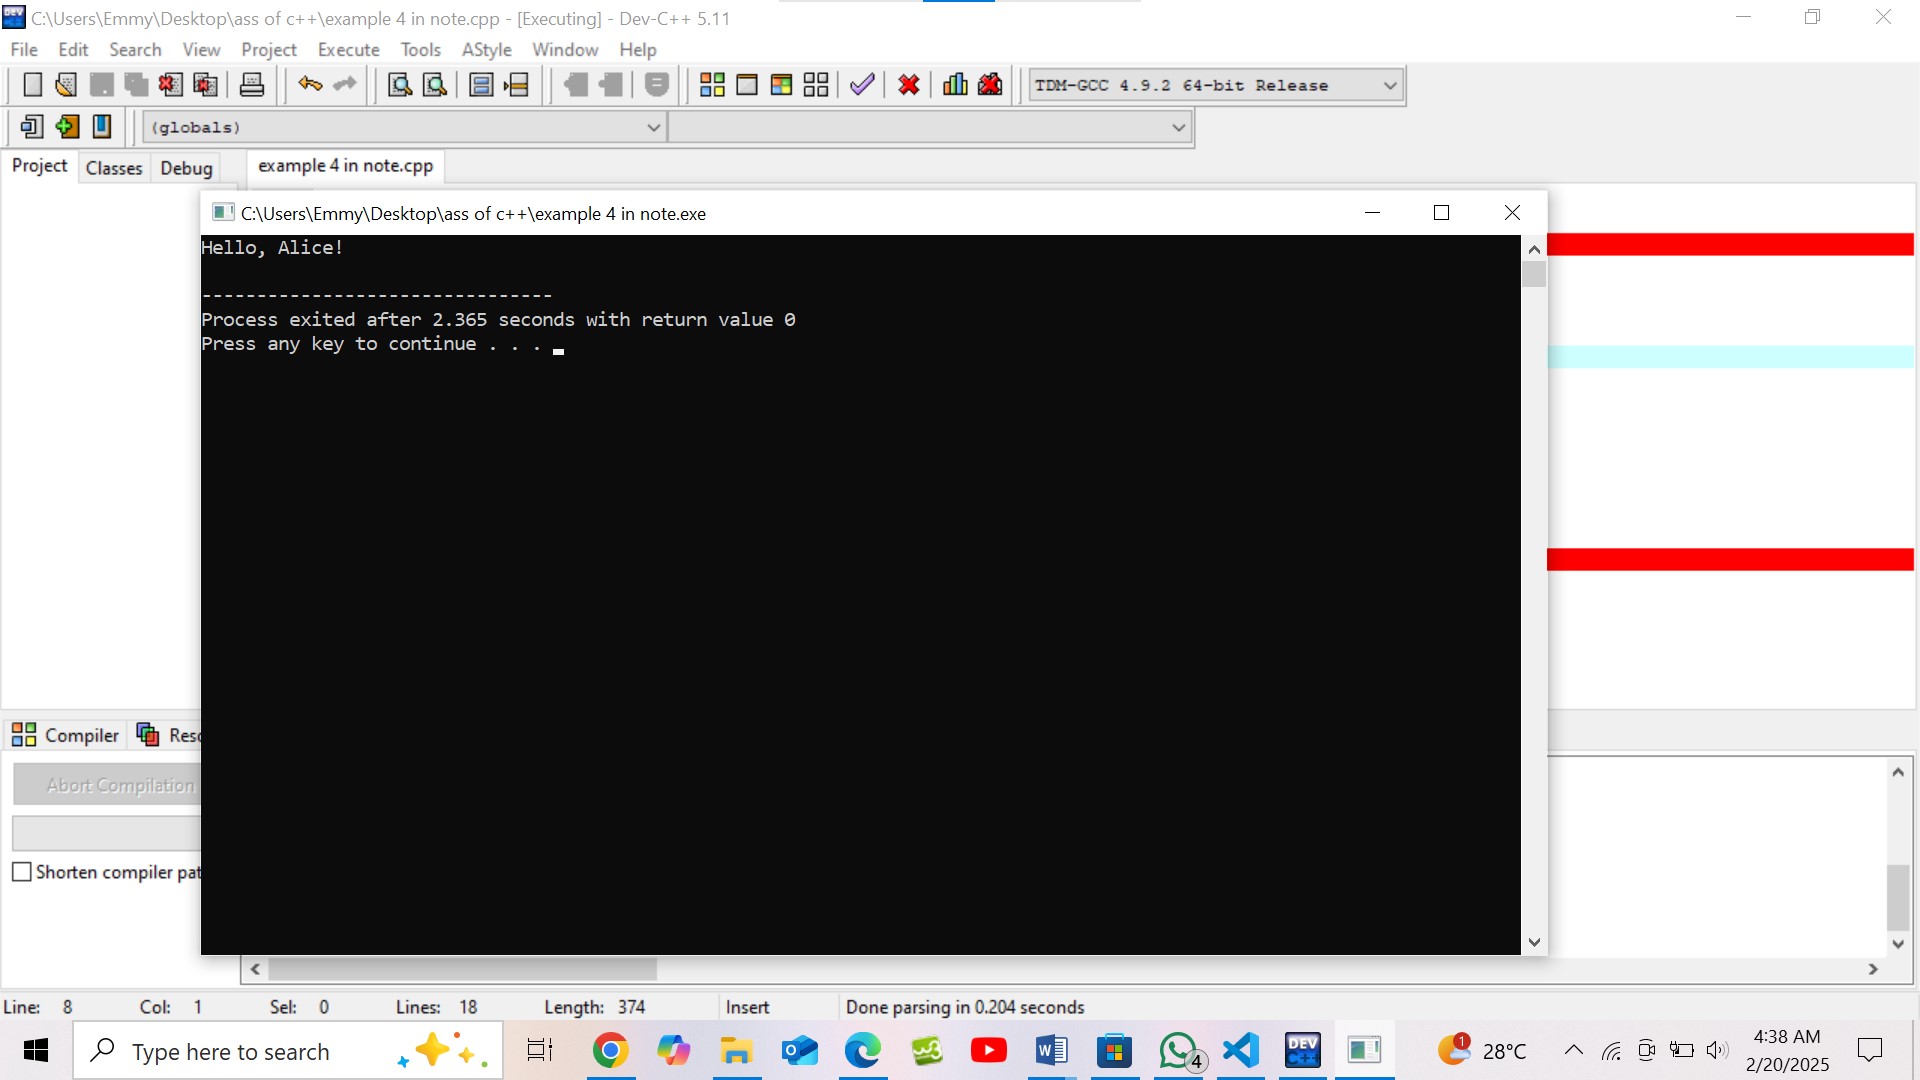 C:\Users\Emmy\Desktop\ass of c++\example 4 in note.cpp - [Executing] - Dev-C++ 5.11
File Edit Search View Project Execute Tools AStyle Window Help
TDM-GCC 4.9.2 64-bit Release
(globals)
Project Classes Debug example 4 in note.cpp
C:\Users\Emmy\Desktop\ass of c++\example 4 in note.exe
Hello, Alice!
--------------------------------
Process exited after 2.365 seconds with return value 0
Press any key to continue . . .
Compiler Reso
Abort Compilation
Shorten compiler pat
Line: 8 Col: 1 Sel: 0 Lines: 18 Length: 374 Insert Done parsing in 0.204 seconds
Type here to search
4
DEV
C++
1
28°C
4:38 AM
2/20/2025